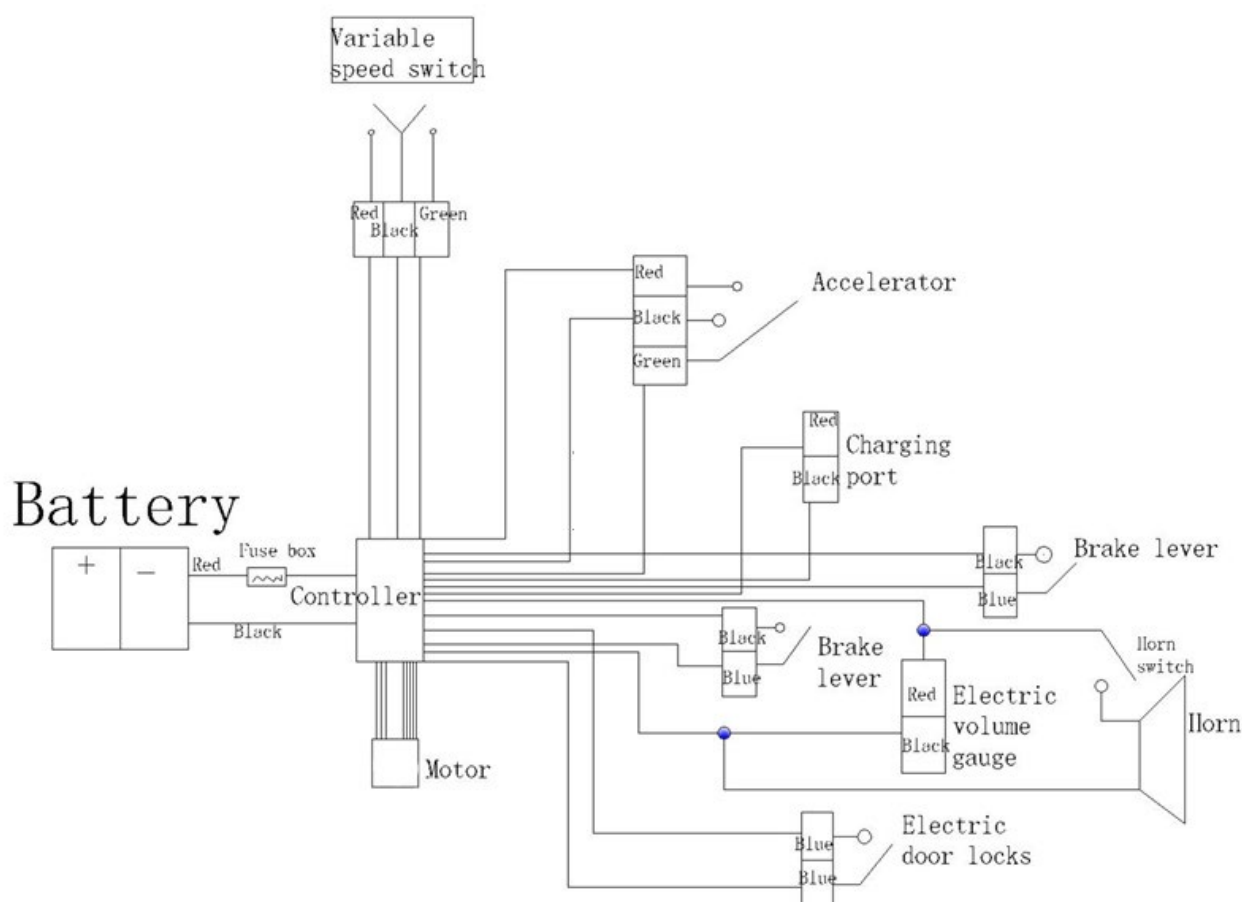 Variable
speed switch
Red
Black
Green
Red
Black
Green
Accelerator
Red
Black
Charging
port
Battery
+ -
Red
Fuse box
Black
Controller
Black
Blue
Brake lever
Black
Blue
Brake
lever
Horn
switch
Horn
Red
Black
Electric
volume
gauge
Motor
Blue
Blue
Electric
door locks